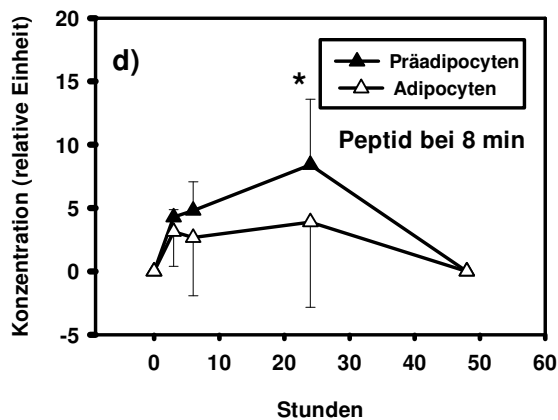 20
15
10
5
0
-5
Konzentration (relative Einheit)
d)
Präadipocyten
Adipocyten
*
Peptid bei 8 min
0 10 20 30 40 50 60
Stunden